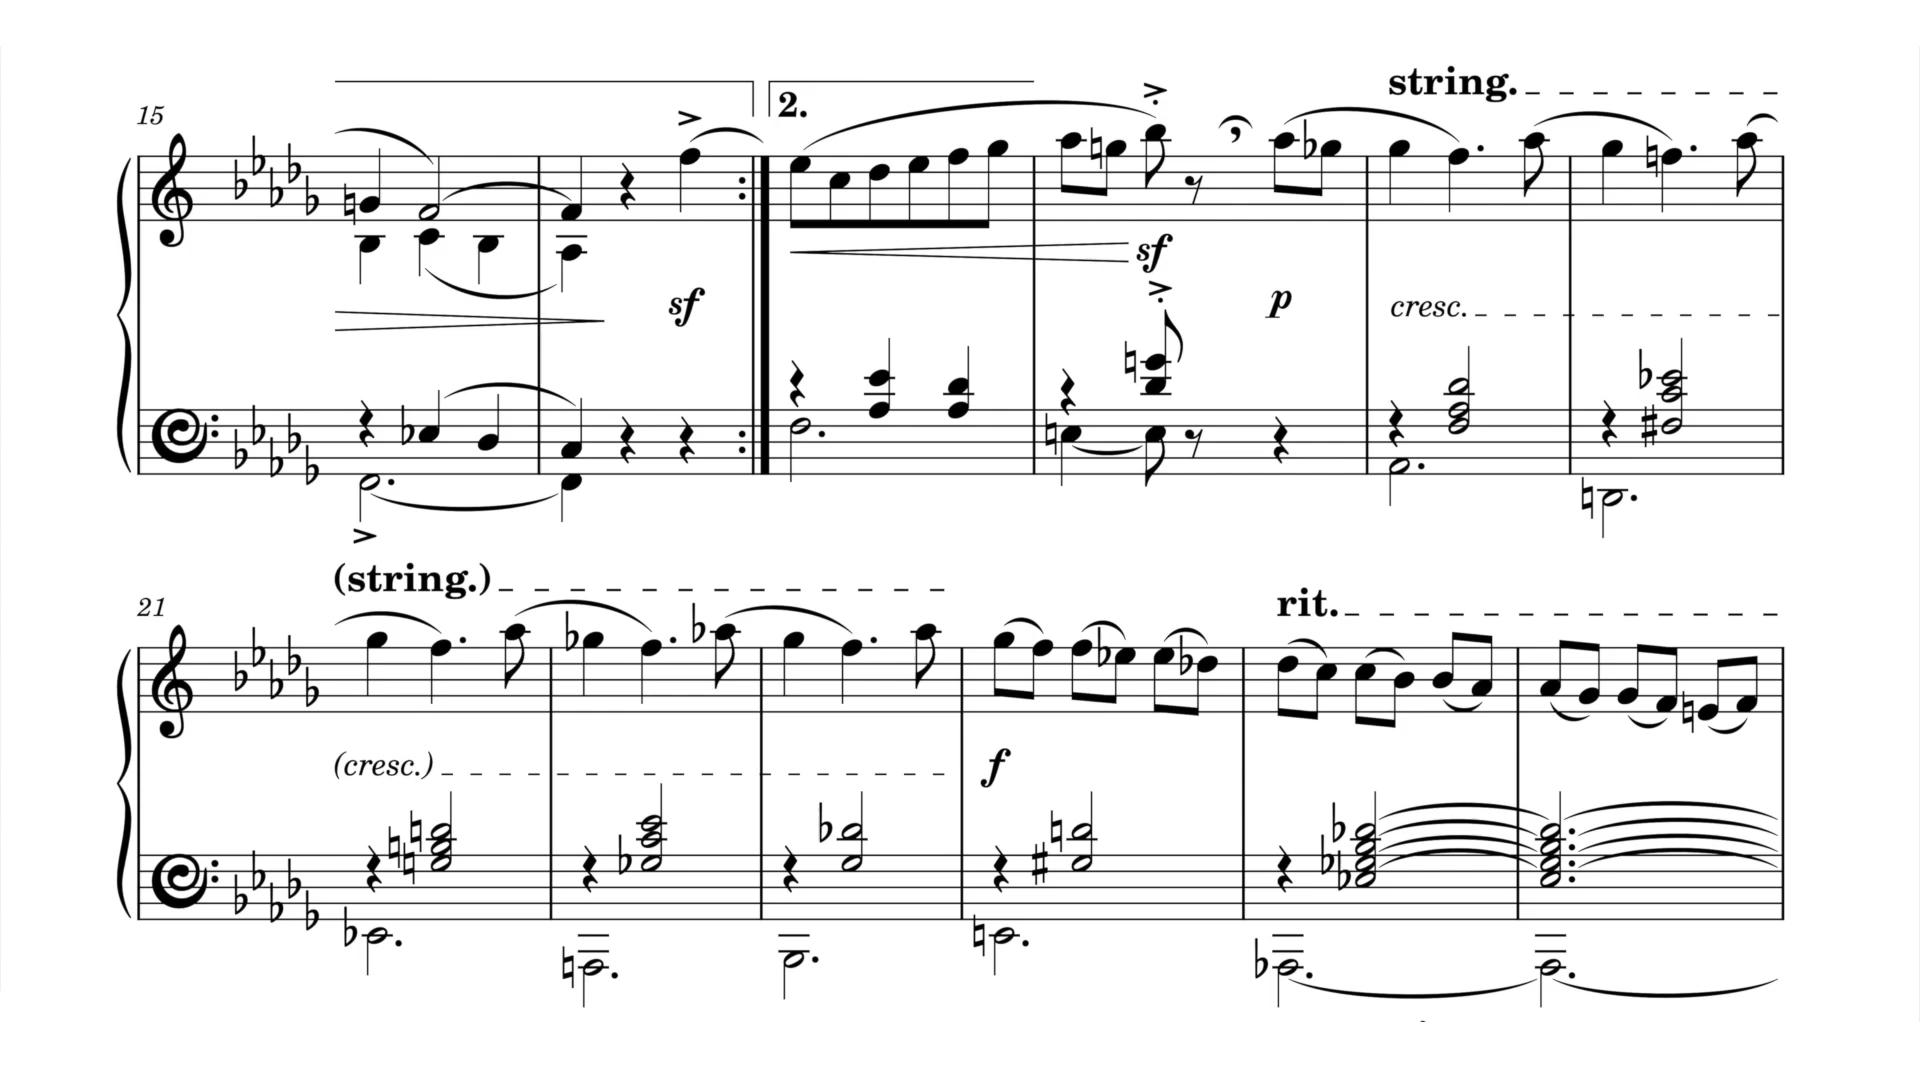 string.
15
2.
sf
sf
p
cresc.
(string.)
21
rit.
(cresc.)
f